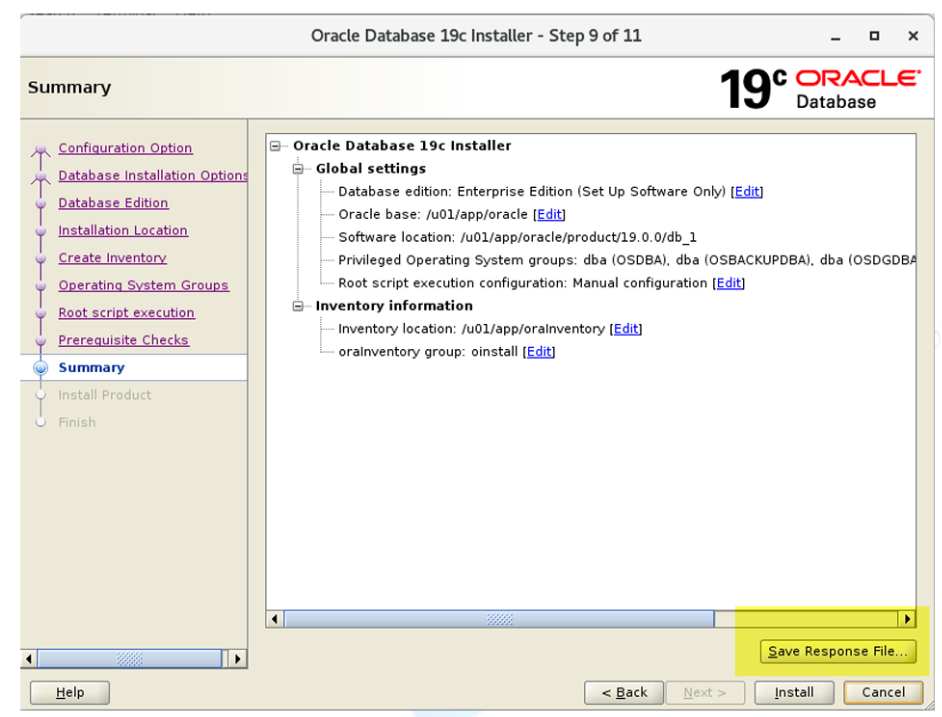 Oracle Database 19c Installer - Step 9 of 11
Summary
19c ORACLE
Database
Configuration Option
Database Installation Options
Database Edition
Installation Location
Create Inventory
Operating System Groups
Root script execution
Prerequisite Checks
Summary
Install Product
Finish
Oracle Database 19c Installer
Global settings
Database edition: Enterprise Edition (Set Up Software Only) [Edit]
Oracle base: /u01/app/oracle [Edit]
Software location: /u01/app/oracle/product/19.0.0/db_1
Privileged Operating System groups: dba (OSDBA), dba (OSBACKUPDBA), dba (OSDGDBA
Root script execution configuration: Manual configuration [Edit]
Inventory information
Inventory location: /u01/app/oraInventory [Edit]
oraInventory group: oinstall [Edit]
Save Response File...
Help
< Back
Next >
Install
Cancel